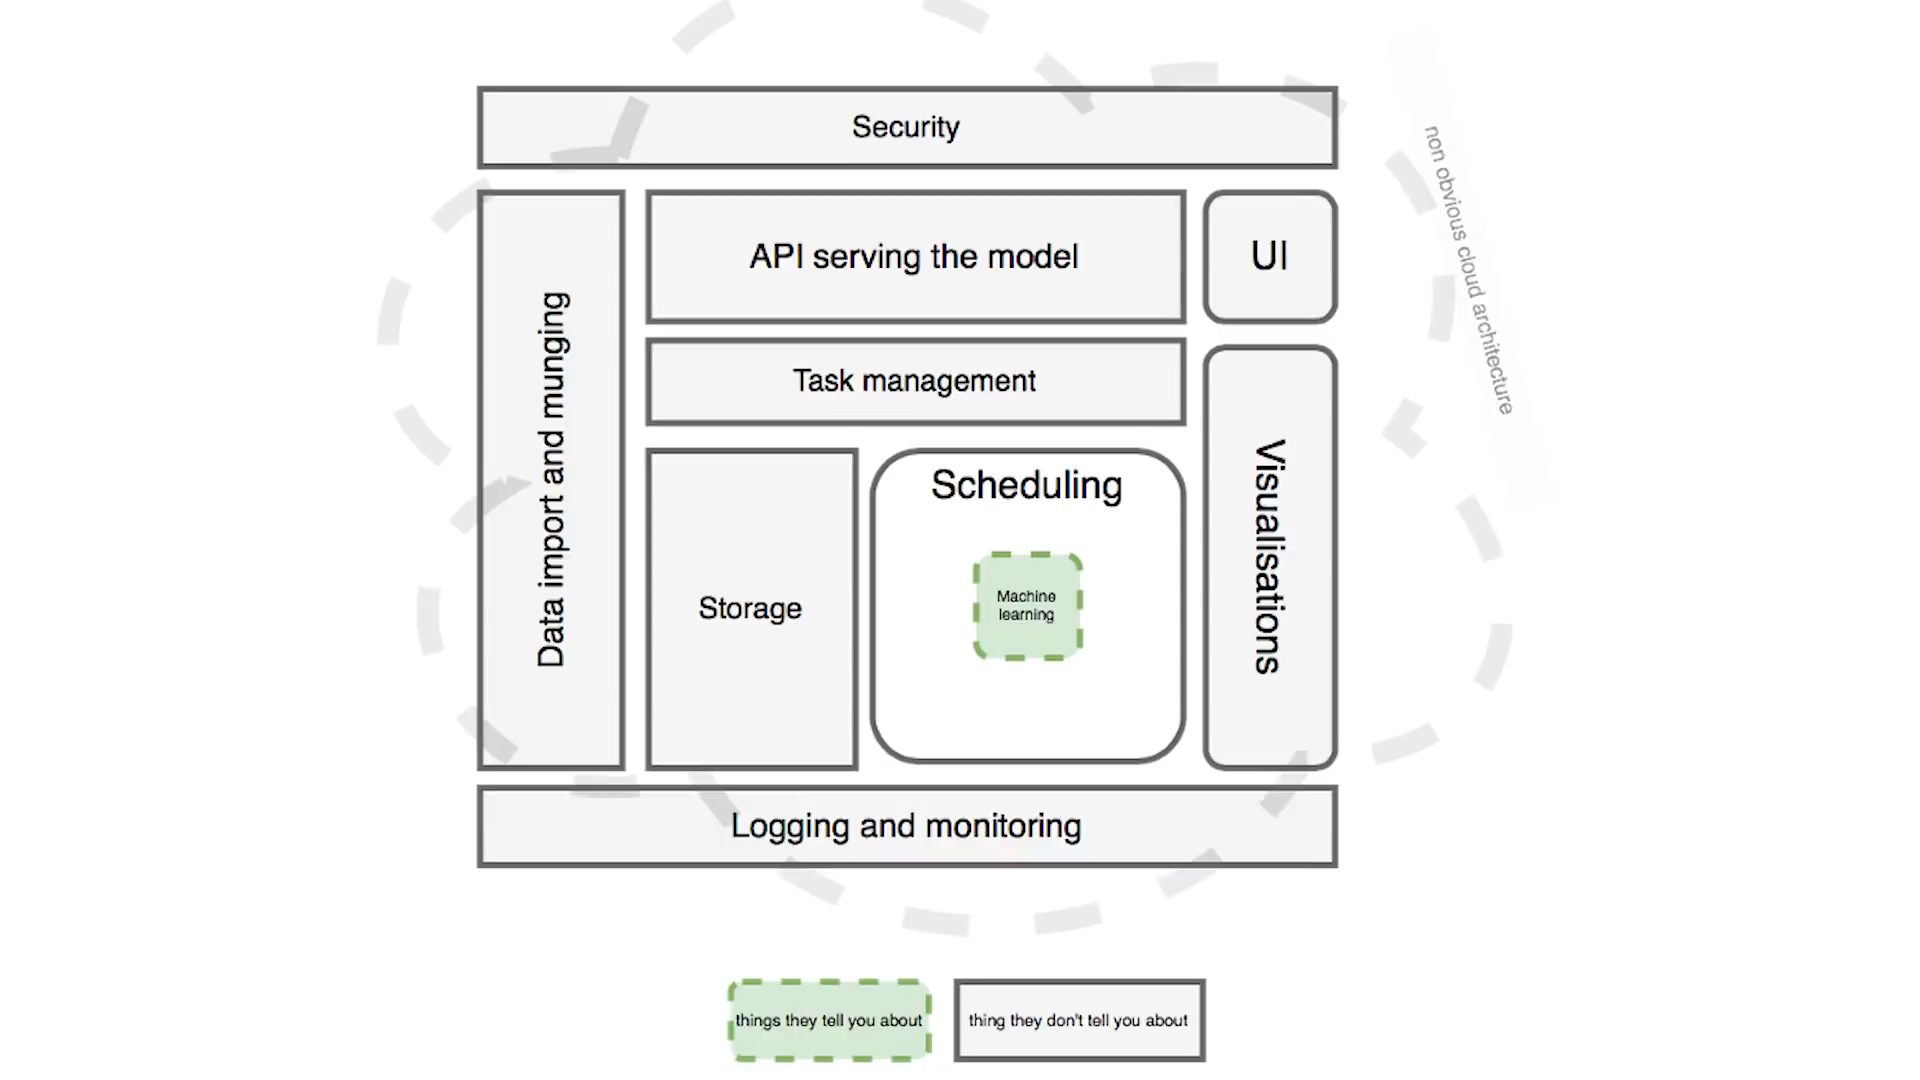 Security
non obvious cloud architecture
Data import and munging
API serving the model
UI
Task management
Visualisations
Storage
Scheduling
Machine
learning
Logging and monitoring
things they tell you about
thing they don't tell you about